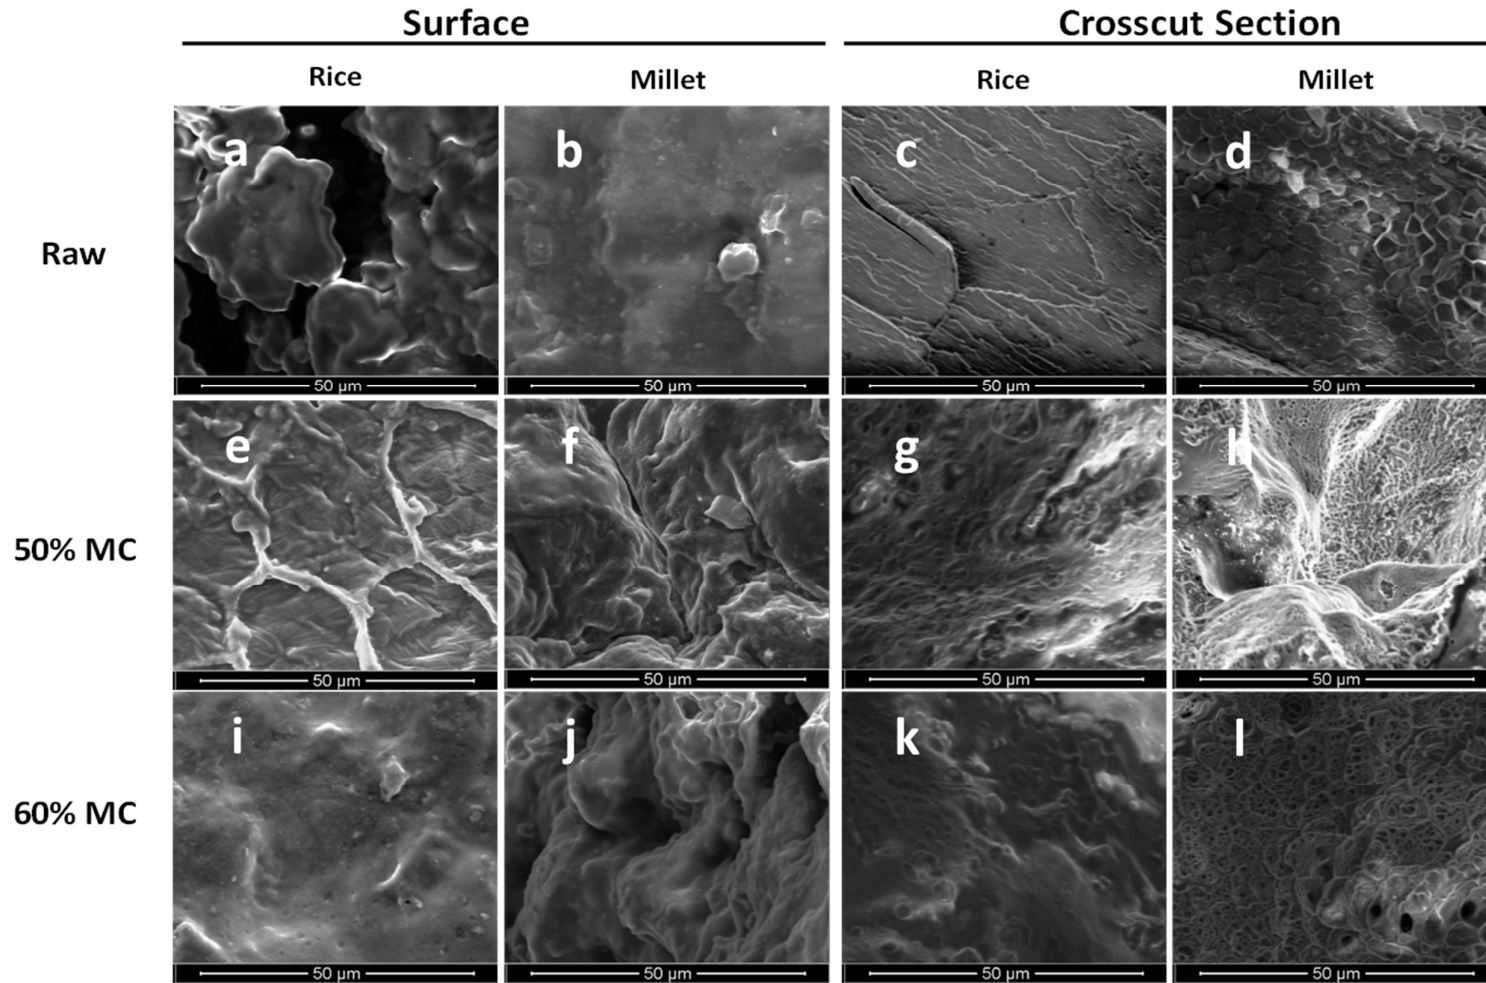 Surface
Crosscut Section
Rice
Millet
Rice
Millet
Raw
a
b
c
d
50 µm
50 µm
50 µm
50 µm
50% MC
e
f
g
h
50 µm
50 µm
50 µm
50 µm
60% MC
i
j
k
l
50 µm
50 µm
50 µm
50 µm